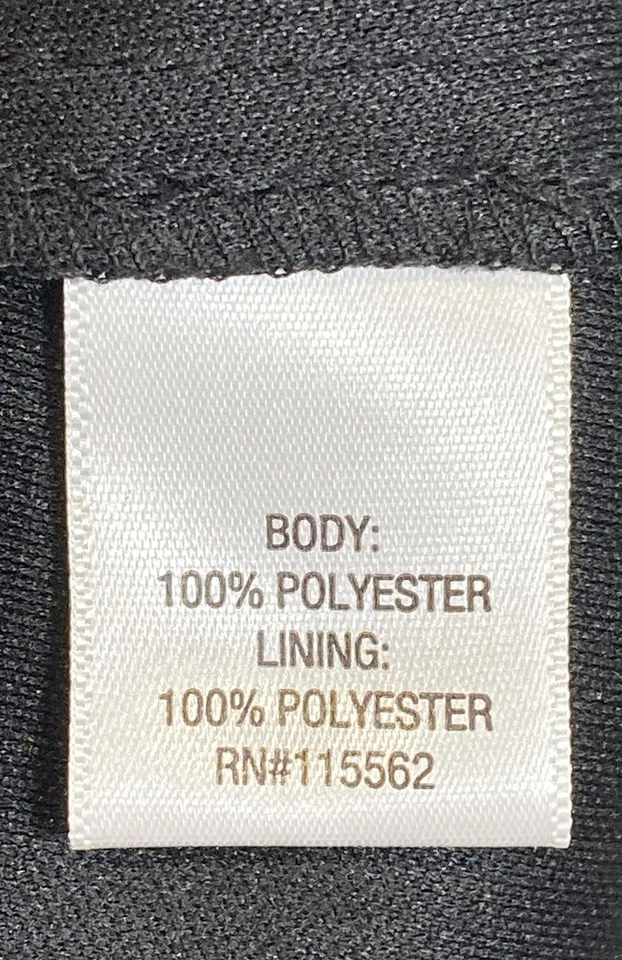 BODY:
100% POLYESTER
LINING:
100% POLYESTER
RN#115562